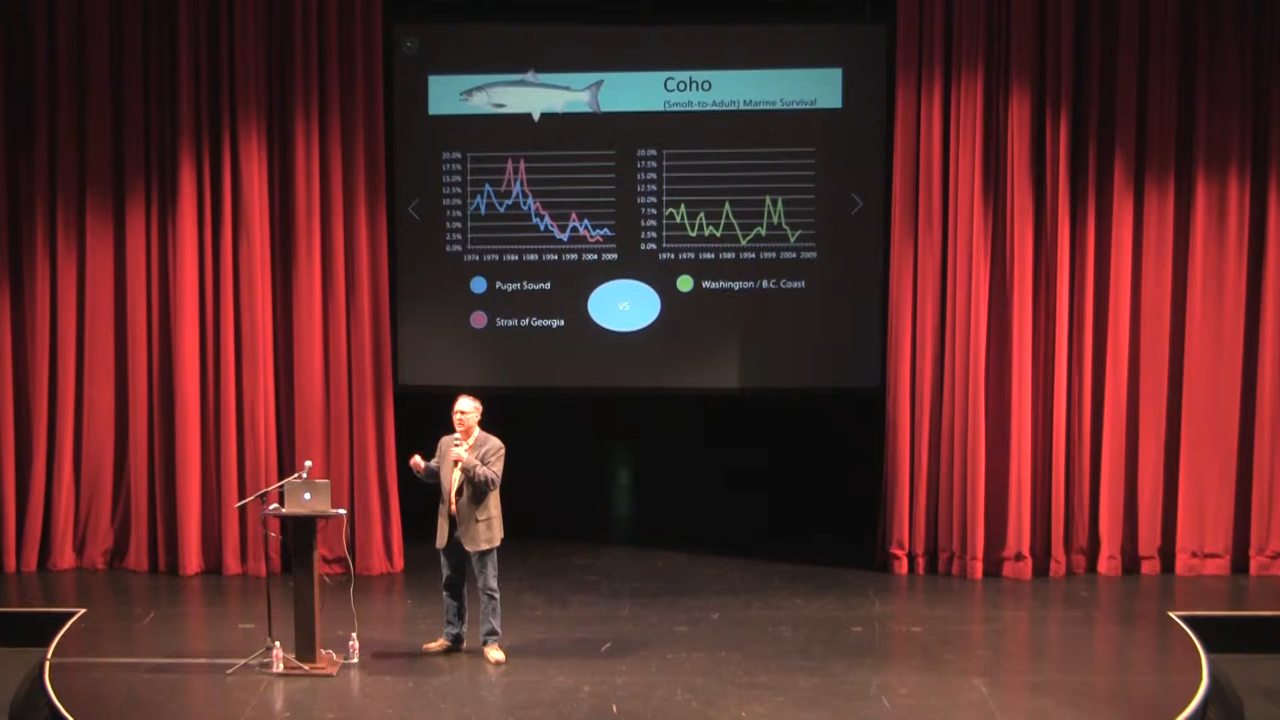 Coho
(Smolt-to-Adult) Marine Survival
20.0%
17.5%
15.0%
12.5%
10.0%
7.5%
5.0%
2.5%
0.0%
1974 1979 1984 1989 1994 1999 2004 2009
20.0%
17.5%
15.0%
12.5%
10.0%
7.5%
5.0%
2.5%
0.0%
1974 1979 1984 1989 1994 1999 2004 2009
Puget Sound
Strait of Georgia
VS
Washington / B.C. Coast